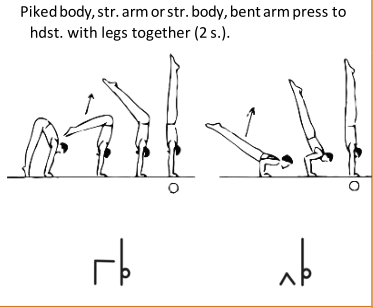 Piked body, str. arm or str. body, bent arm press to
hdst. with legs together (2 s.).